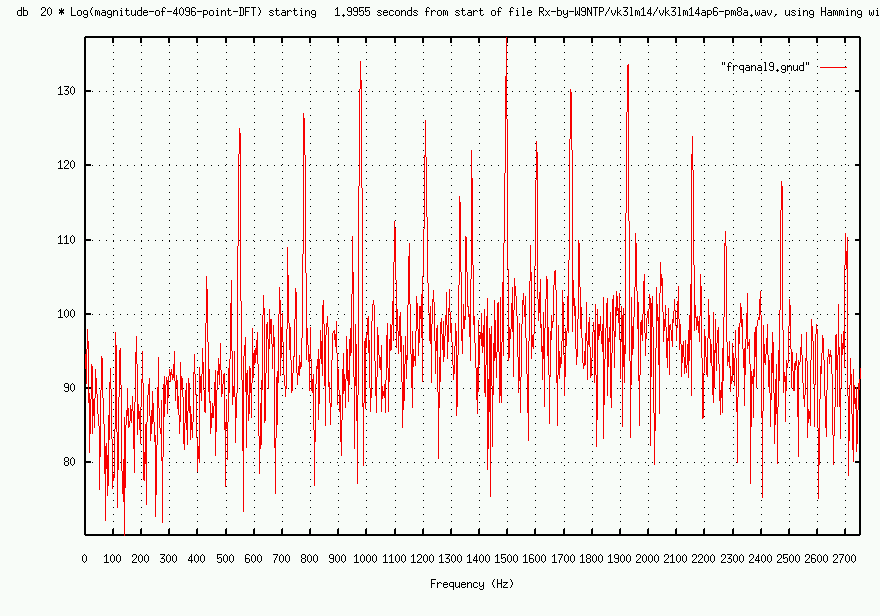 db 20 * Log(magnitude-of-4096-point-DFT) starting 1.9955 seconds from start of file Rx-by-W9NTP/vk3lm14/vk3lm14ap6-pm8a.wav, using Hamming wi
"frqanal9.gnud"
130
120
110
100
90
80
0 100 200 300 400 500 600 700 800 900 1000 1100 1200 1300 1400 1500 1600 1700 1800 1900 2000 2100 2200 2300 2400 2500 2600 2700
Frequency (Hz)